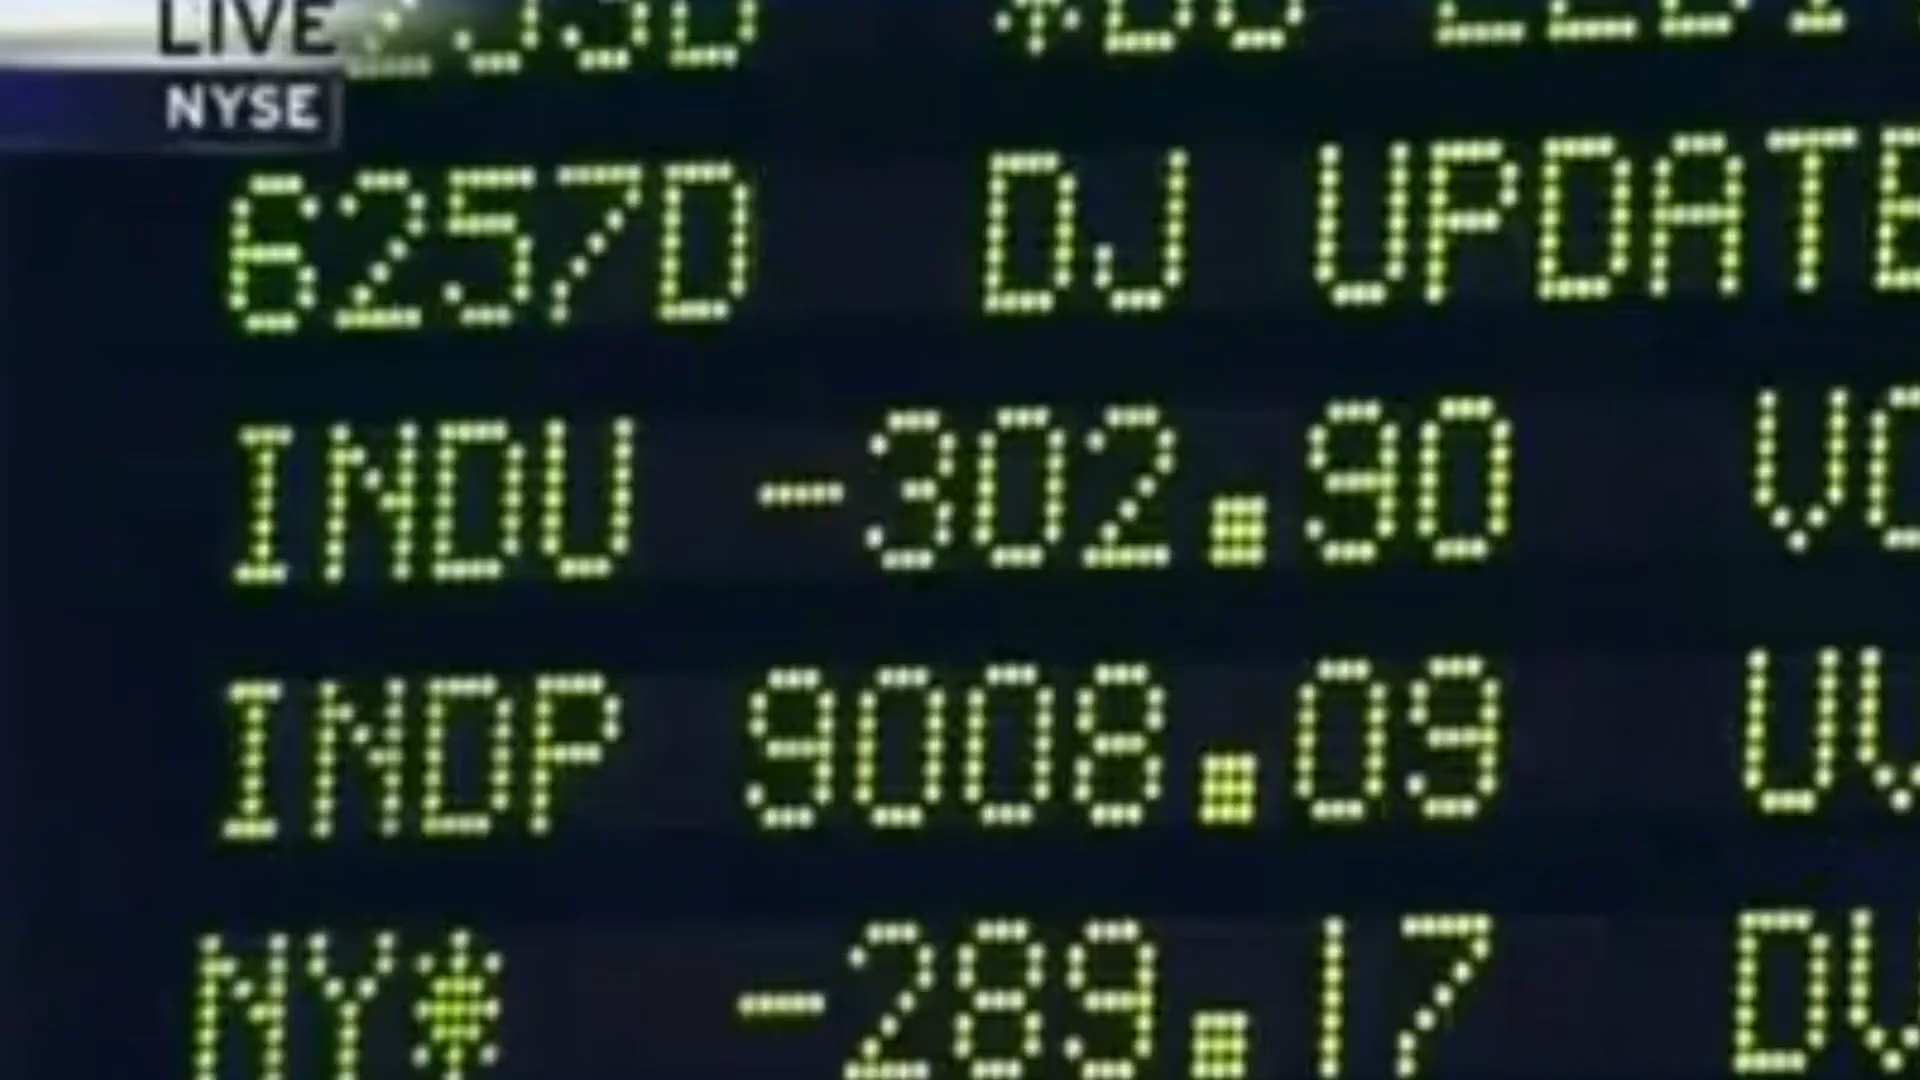 LIVE
NYSE
6257D DJ UPDATE
INDU -302.90
INDP 9008.09
NY* -289.17